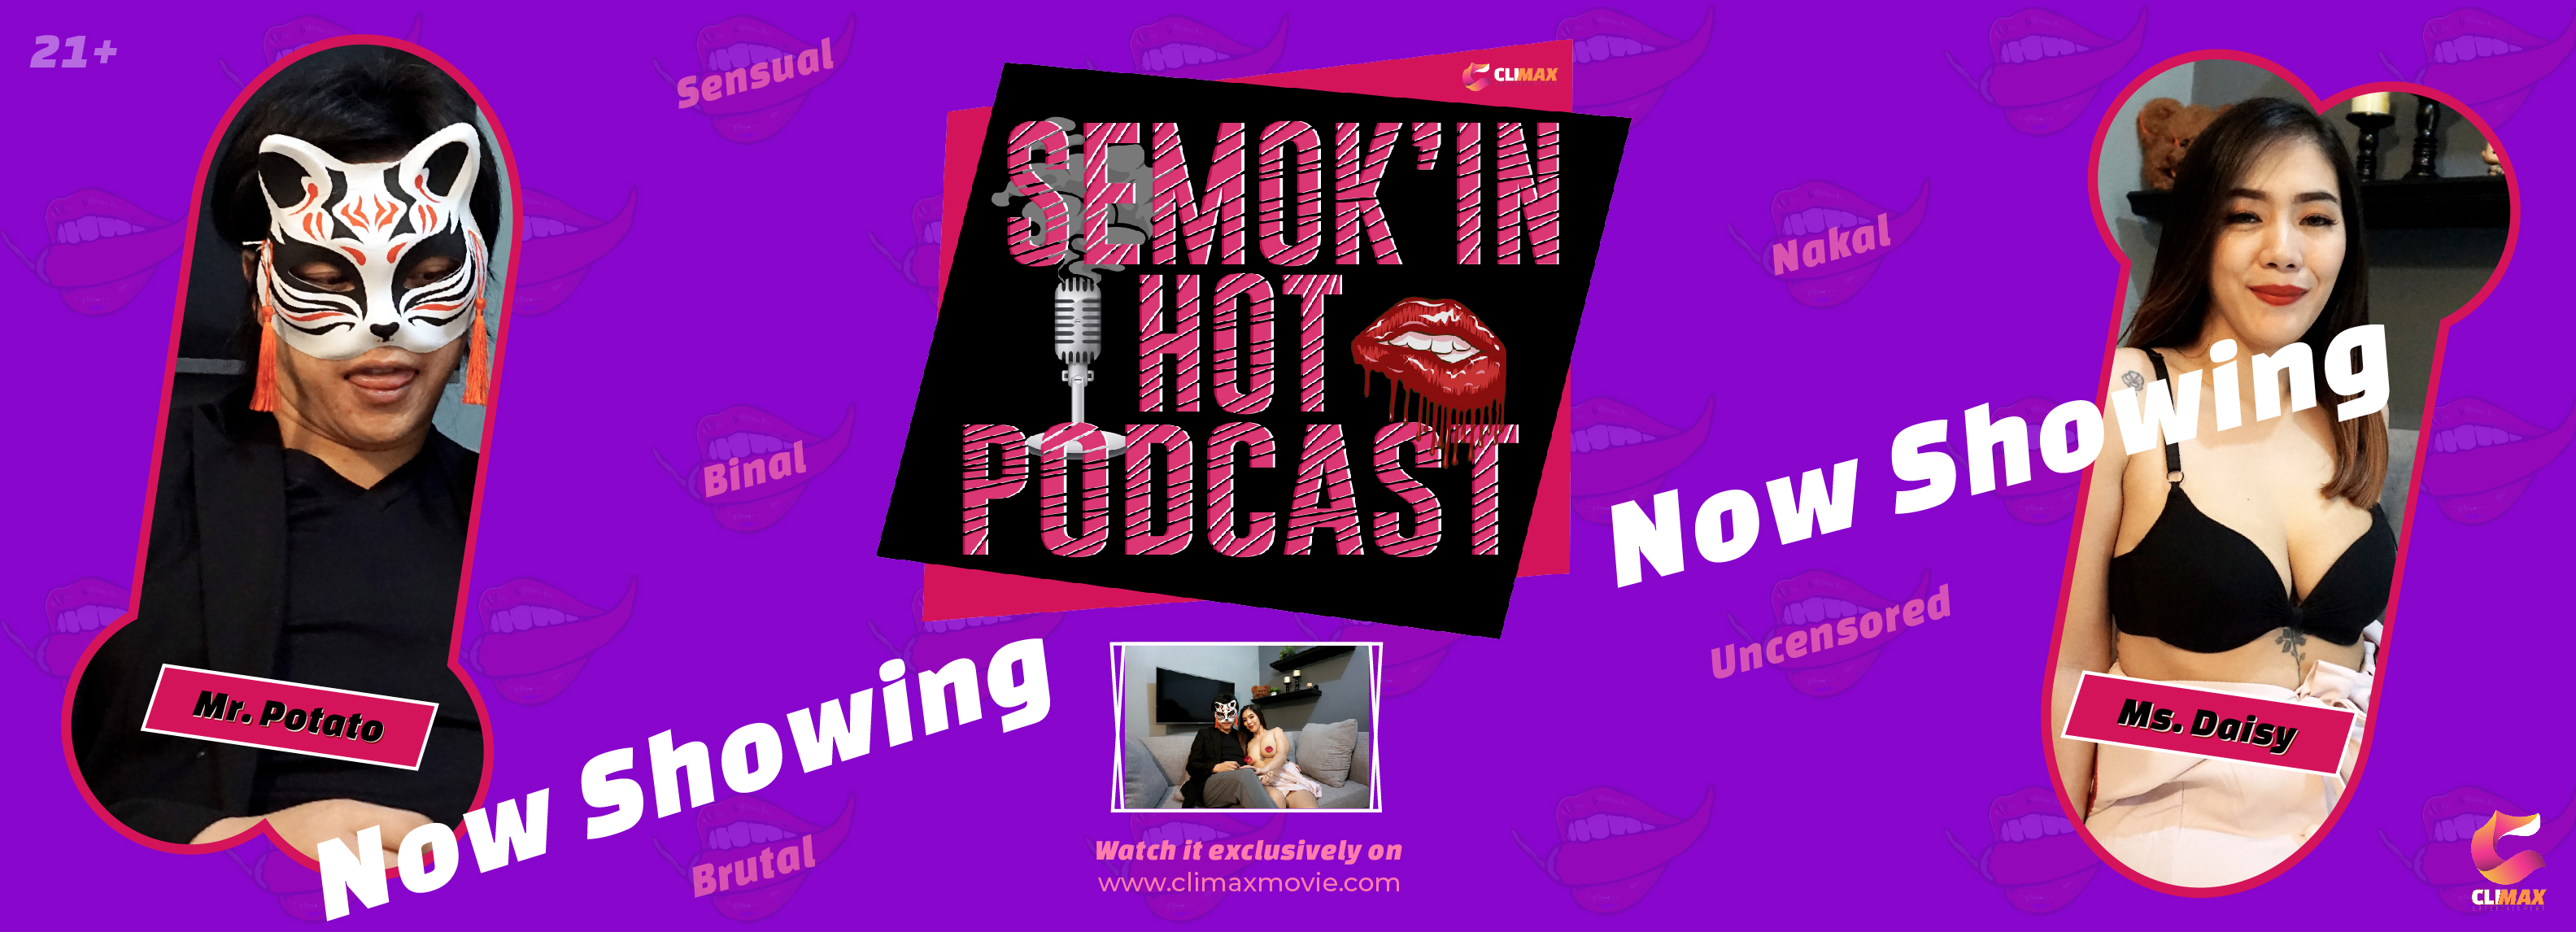 21+
Sensual
CLIMAX
SEMOK'IN
HOT
PODCAST
Nakal
Binal
Now Showing
Uncensored
Mr. Potato
Ms. Daisy
Now Showing
Brutal
Watch it exclusively on
www.climaxmovie.com
CLIMAX